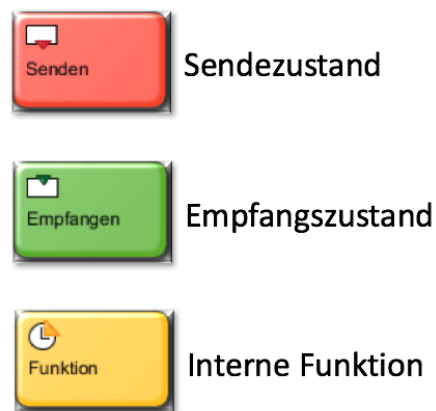 Senden
Sendezustand
Empfangen
Empfangszustand
Funktion
Interne Funktion